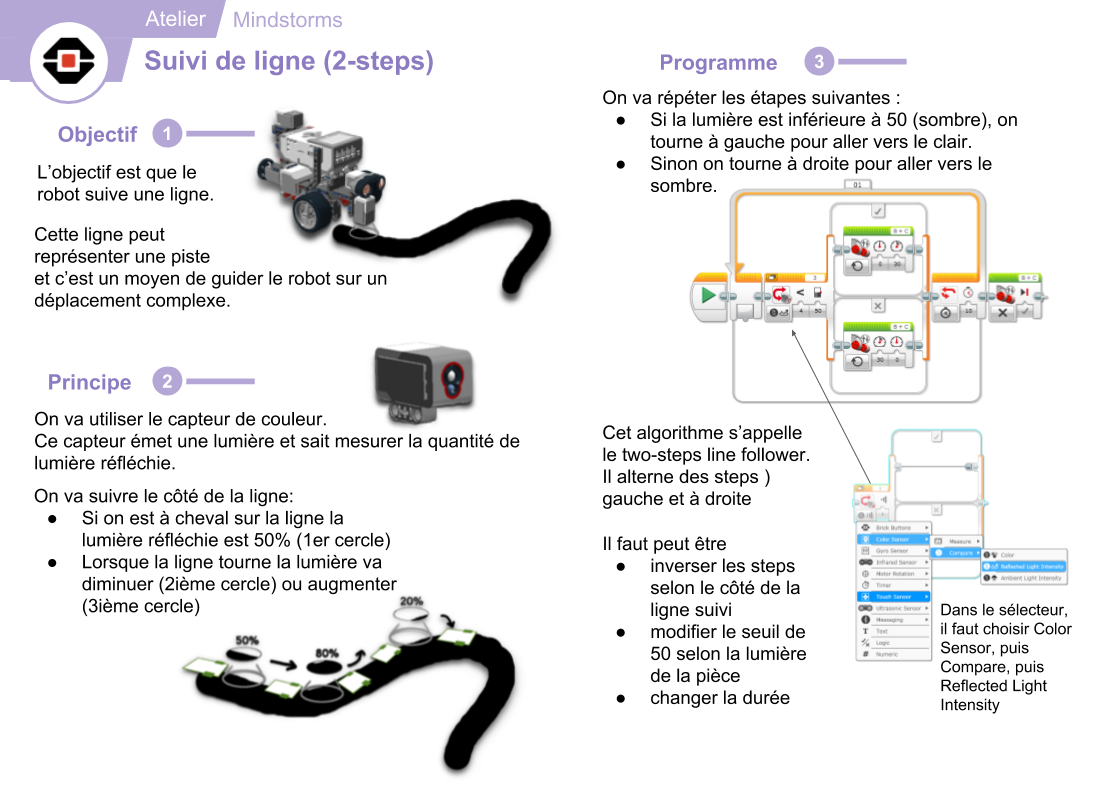 Atelier
Mindstorms
Suivi de ligne (2-steps)
Objectif 1
L'objectif est que le
robot suive une ligne.
Cette ligne peut
représenter une piste
et c'est un moyen de guider le robot sur un
déplacement complexe.
Principe 2
On va utiliser le capteur de couleur.
Ce capteur émet une lumière et sait mesurer la quantité de
lumière réfléchie.
On va suivre le côté de la ligne:
● Si on est à cheval sur la ligne la
lumière réfléchie est 50% (1er cercle)
● Lorsque la ligne tourne la lumière va
diminuer (2ième cercle) ou augmenter
(3ième cercle)
50%
80%
20%
Programme 3
On va répéter les étapes suivantes :
● Si la lumière est inférieure à 50 (sombre), on
tourne à gauche pour aller vers le clair.
● Sinon on tourne à droite pour aller vers le
sombre.
01
B + C
3
< 4 50
B + C
10
B + C
Cet algorithme s'appelle
le two-steps line follower.
Il alterne des steps )
gauche et à droite
Il faut peut être
● inverser les steps
selon le côté de la
ligne suivi
● modifier le seuil de
50 selon la lumière
de la pièce
● changer la durée
Brick Buttons
Color Sensor
Gyro Sensor
Infrared Sensor
Motor Rotation
Timer
Touch Sensor
Ultrasonic Sensor
Messaging
Text
Logic
Numeric
Measure
Compare
Color
Reflected Light Intensity
Ambient Light Intensity
Dans le sélecteur,
il faut choisir Color
Sensor, puis
Compare, puis
Reflected Light
Intensity